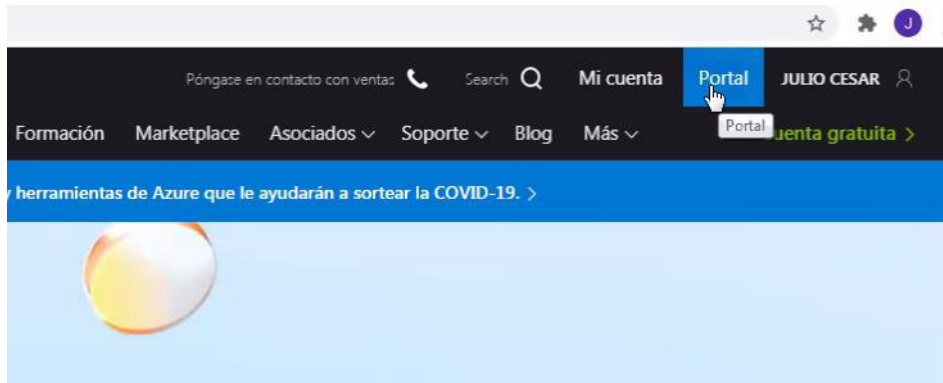 J
Póngase en contacto con ventas Search Mi cuenta Portal JULIO CESAR
Formación Marketplace Asociados Soporte Blog Más Portal uenta gratuita >
herramientas de Azure que le ayudarán a sortear la COVID-19. >